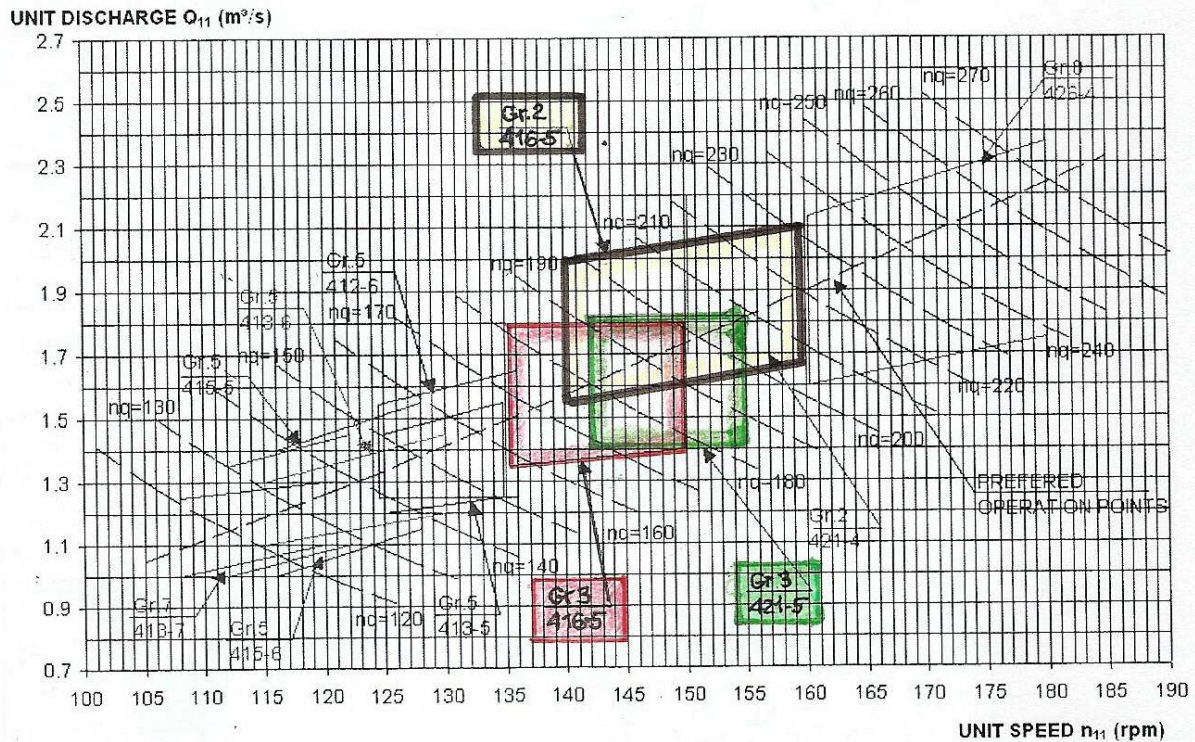 UNIT DISCHARGE Q₁₁ (m³/s)
2.7
2.5
2.3
2.1
1.9
1.7
1.5
1.3
1.1
0.9
0.7
Gr.2
416-5
nq=270
nq=260
nq=250
nq=230
nq=210
nq=190
nq=170
nq=150
nq=130
Gr.5
412-6
Gr.5
413-6
Gr.5
415-5
nq=240
nq=220
nq=200
nq=180
nq=160
nq=140
nq=120
PREFERED
OPERATION POINTS
Gr.2
421-4
Gr.7
413-7
Gr.5
415-6
Gr.5
413-5
Gr 3
416-5
Gr 3
421-5
100 105 110 115 120 125 130 135 140 145 150 155 160 165 170 175 180 185 190
UNIT SPEED n₁₁ (rpm)